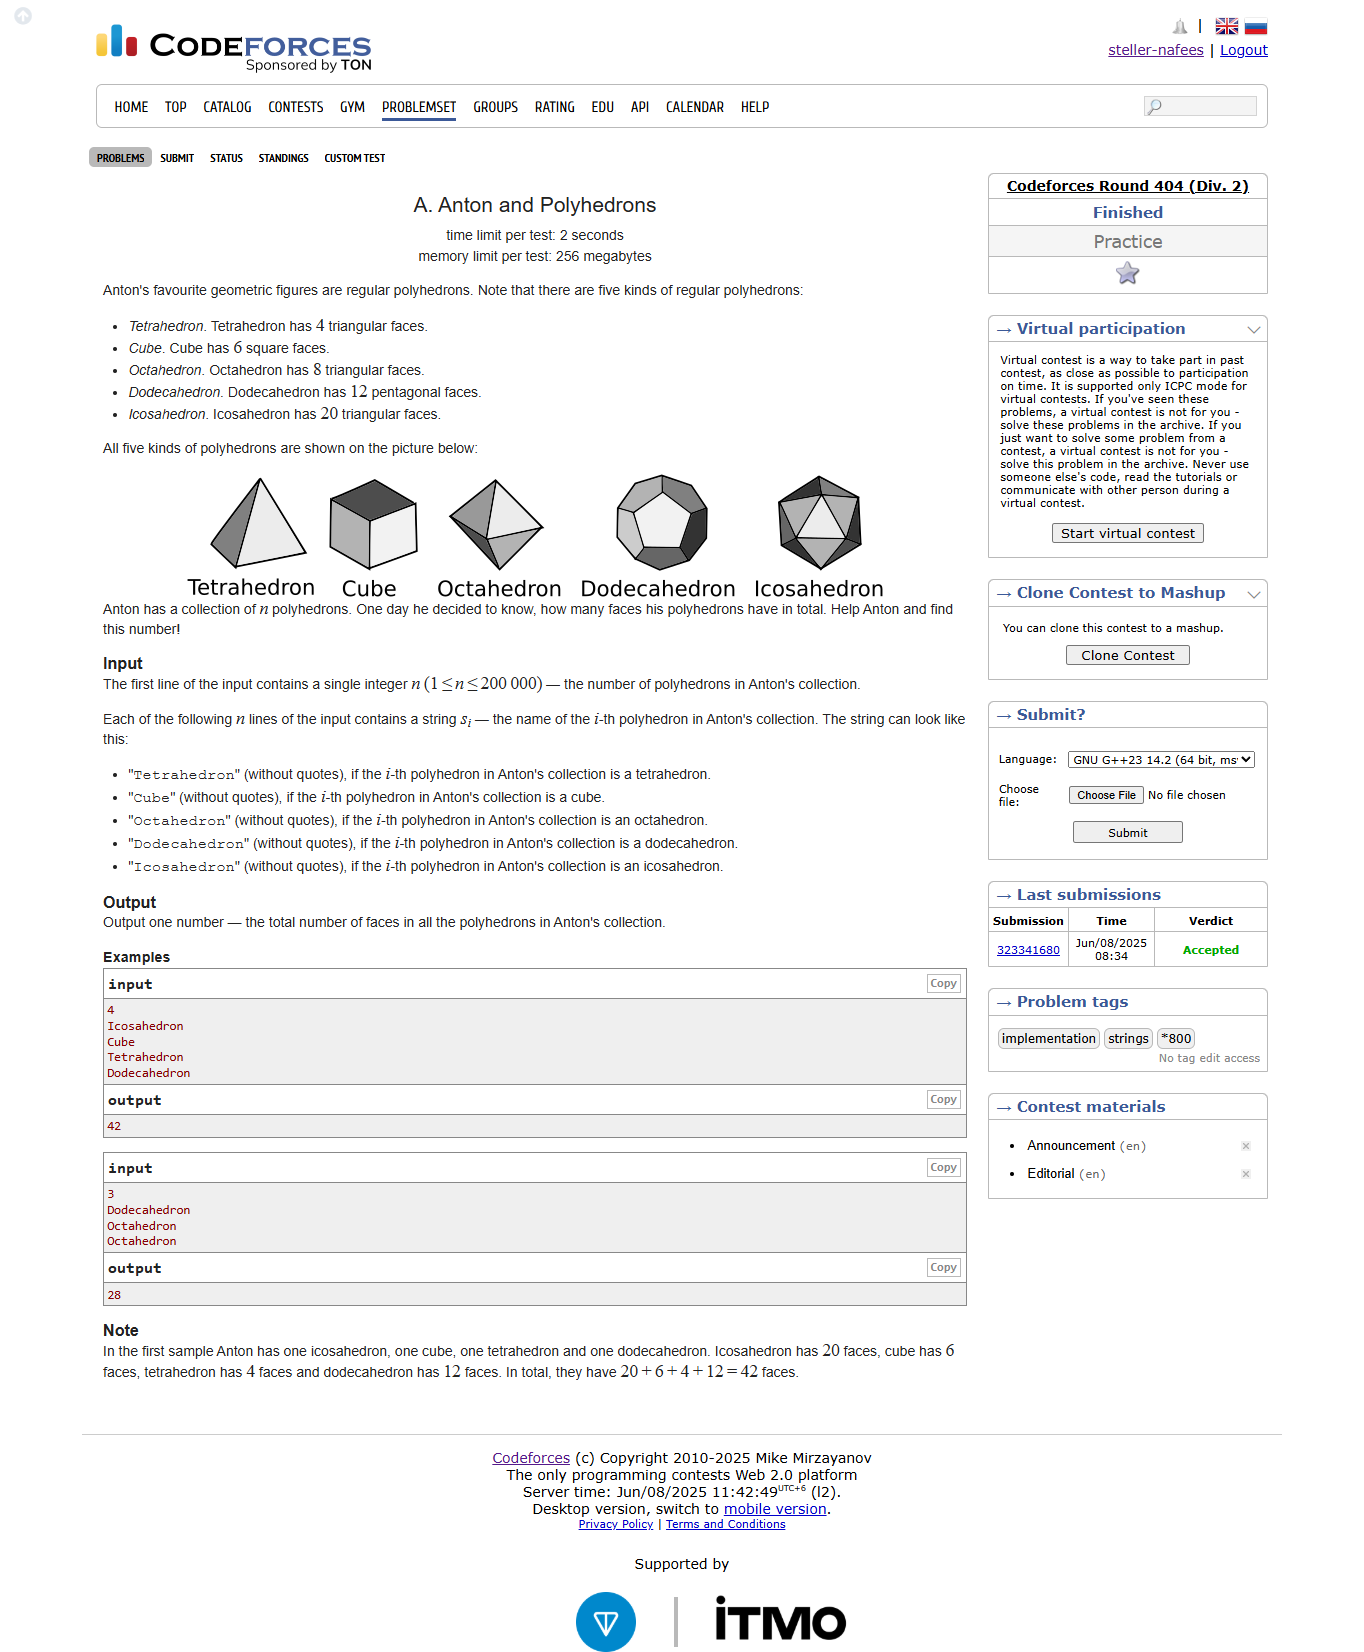 CODEFORCES
Sponsored by TON
|
steller-nafees | Logout
HOME TOP CATALOG CONTESTS GYM PROBLEMSET GROUPS RATING EDU API CALENDAR HELP
PROBLEMS SUBMIT STATUS STANDINGS CUSTOM TEST
A. Anton and Polyhedrons
time limit per test: 2 seconds
memory limit per test: 256 megabytes
Anton's favourite geometric figures are regular polyhedrons. Note that there are five kinds of regular polyhedrons:
• Tetrahedron. Tetrahedron has 4 triangular faces.
• Cube. Cube has 6 square faces.
• Octahedron. Octahedron has 8 triangular faces.
• Dodecahedron. Dodecahedron has 12 pentagonal faces.
• Icosahedron. Icosahedron has 20 triangular faces.
All five kinds of polyhedrons are shown on the picture below:
Tetrahedron Cube Octahedron Dodecahedron Icosahedron
Anton has a collection of n polyhedrons. One day he decided to know, how many faces his polyhedrons have in total. Help Anton and find
this number!
Input
The first line of the input contains a single integer n (1 ≤ n ≤ 200 000) — the number of polyhedrons in Anton's collection.
Each of the following n lines of the input contains a string s_i — the name of the i-th polyhedron in Anton's collection. The string can look like
this:
• "Tetrahedron" (without quotes), if the i-th polyhedron in Anton's collection is a tetrahedron.
• "Cube" (without quotes), if the i-th polyhedron in Anton's collection is a cube.
• "Octahedron" (without quotes), if the i-th polyhedron in Anton's collection is an octahedron.
• "Dodecahedron" (without quotes), if the i-th polyhedron in Anton's collection is a dodecahedron.
• "Icosahedron" (without quotes), if the i-th polyhedron in Anton's collection is an icosahedron.
Output
Output one number — the total number of faces in all the polyhedrons in Anton's collection.
Examples
input Copy
4
Icosahedron
Cube
Tetrahedron
Dodecahedron
output Copy
42
input Copy
3
Dodecahedron
Octahedron
Octahedron
output Copy
28
Note
In the first sample Anton has one icosahedron, one cube, one tetrahedron and one dodecahedron. Icosahedron has 20 faces, cube has 6
faces, tetrahedron has 4 faces and dodecahedron has 12 faces. In total, they have 20 + 6 + 4 + 12 = 42 faces.
Codeforces Round 404 (Div. 2)
Finished
Practice
→ Virtual participation
Virtual contest is a way to take part in past
contest, as close as possible to participation
on time. It is supported only ICPC mode for
virtual contests. If you've seen these
problems, a virtual contest is not for you -
solve these problems in the archive. If you
just want to solve some problem from a
contest, a virtual contest is not for you -
solve this problem in the archive. Never use
someone else's code, read the tutorials or
communicate with other person during a
virtual contest.
Start virtual contest
→ Clone Contest to Mashup
You can clone this contest to a mashup.
Clone Contest
→ Submit?
Language: GNU G++23 14.2 (64 bit, ms
Choose
file: Choose File No file chosen
Submit
→ Last submissions
Submission Time Verdict
323341680 Jun/08/2025
08:34 Accepted
→ Problem tags
implementation strings *800
No tag edit access
→ Contest materials
• Announcement (en)
• Editorial (en)
Codeforces (c) Copyright 2010-2025 Mike Mirzayanov
The only programming contests Web 2.0 platform
Server time: Jun/08/2025 11:42:49 UTC+6 (l2).
Desktop version, switch to mobile version.
Privacy Policy | Terms and Conditions
Supported by
iTMO